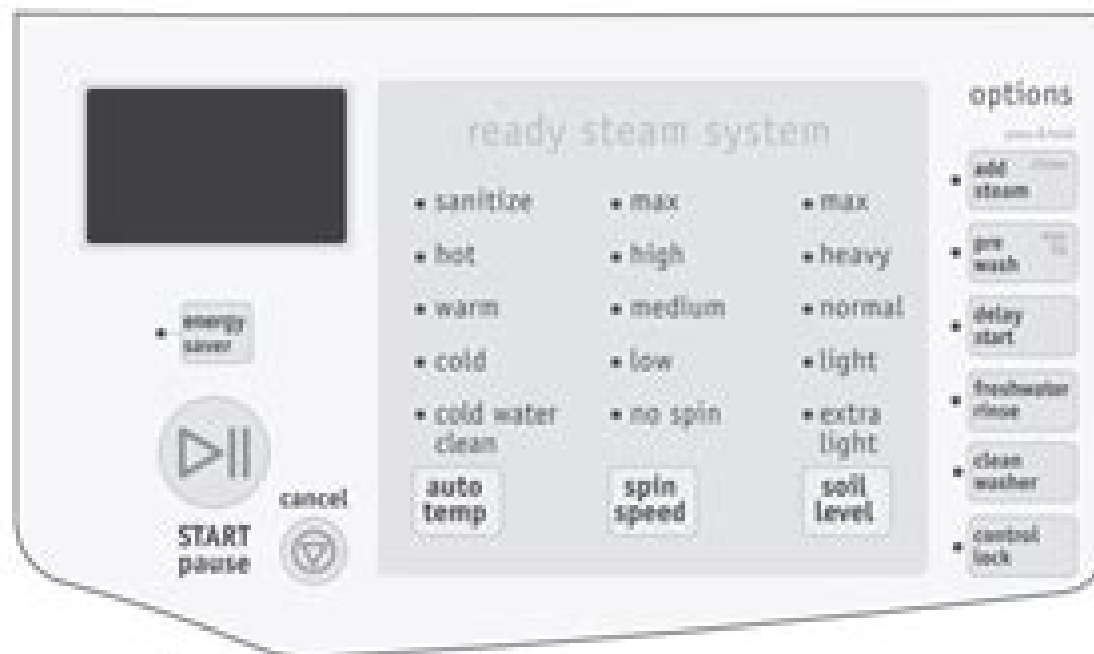 options
ready steam system
add
steam
sanitize
max
max
hot
high
heavy
pre
wash
warm
medium
normal
delay
start
energy
saver
cold
low
light
freshwater
rinse
cold water
clean
no spin
extra
light
auto
temp
spin
speed
soil
level
clean
washer
cancel
START
pause
control
lock